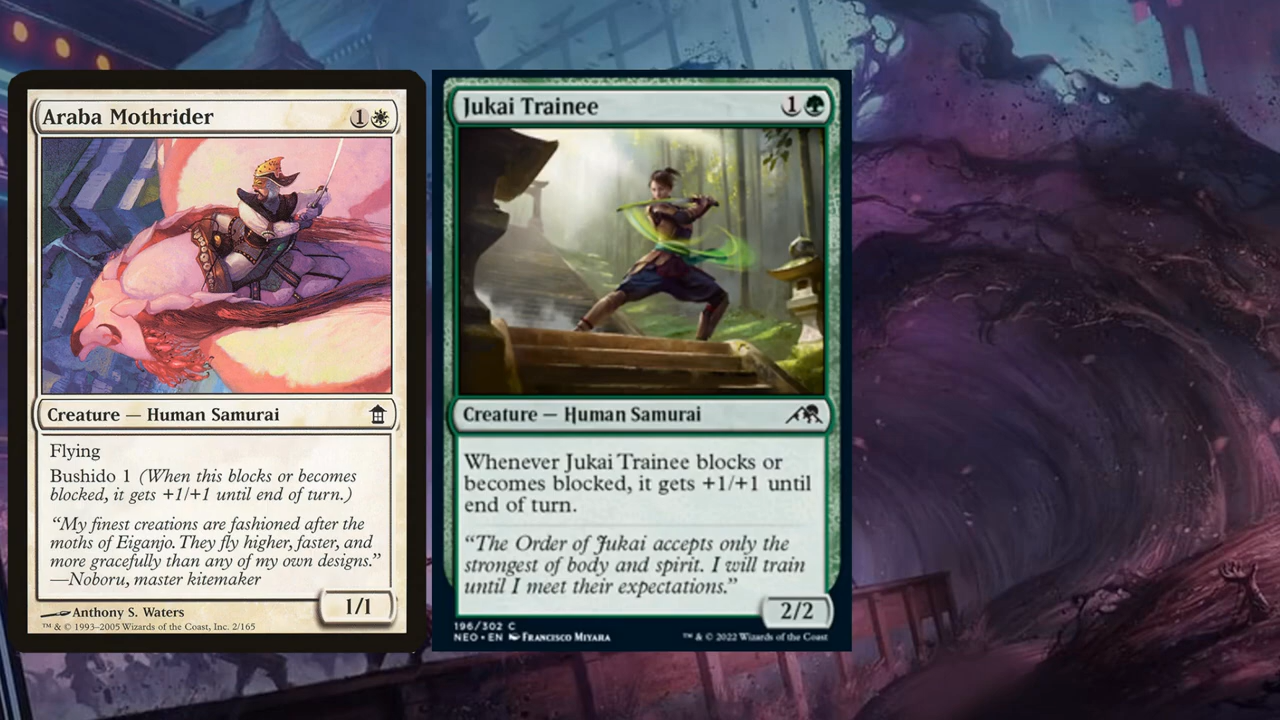 Araba Mothrider
1
Creature — Human Samurai
Flying
Bushido 1 (When this blocks or becomes
blocked, it gets +1/+1 until end of turn.)
“My finest creations are fashioned after the
moths of Eiganjo. They fly higher, faster, and
more gracefully than any of my own designs.”
—Noboru, master kitemaker
1/1
Anthony S. Waters
™ & © 1993–2005 Wizards of the Coast, Inc. 2/165
Jukai Trainee
1
Creature — Human Samurai
Whenever Jukai Trainee blocks or
becomes blocked, it gets +1/+1 until
end of turn.
“The Order of Jukai accepts only the
strongest of body and spirit. I will train
until I meet their expectations.”
2/2
196/302 C
NEO • EN Francisco Miyara
™ & © 2022 Wizards of the Coast